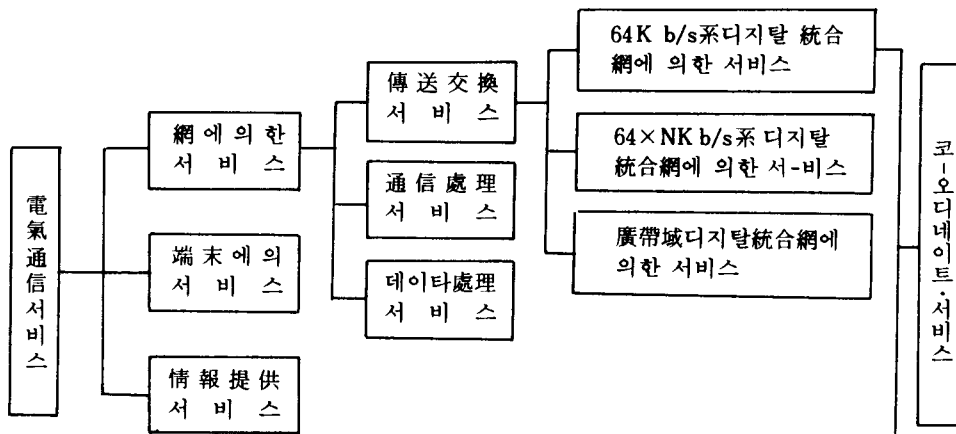 電氣通信서비스
網에의한
서비스
端末에의
서비스
情報提供
서비스
傳送交換
서비스
通信處理
서비스
데이타處理
서비스
64K b/s系디지탈 統合
網에 의한 서비스
64×NK b/s系 디지탈
統合網에 의한 서-비스
廣帶域디지탈統合網에
의한 서비스
코-오디네이트·서비스